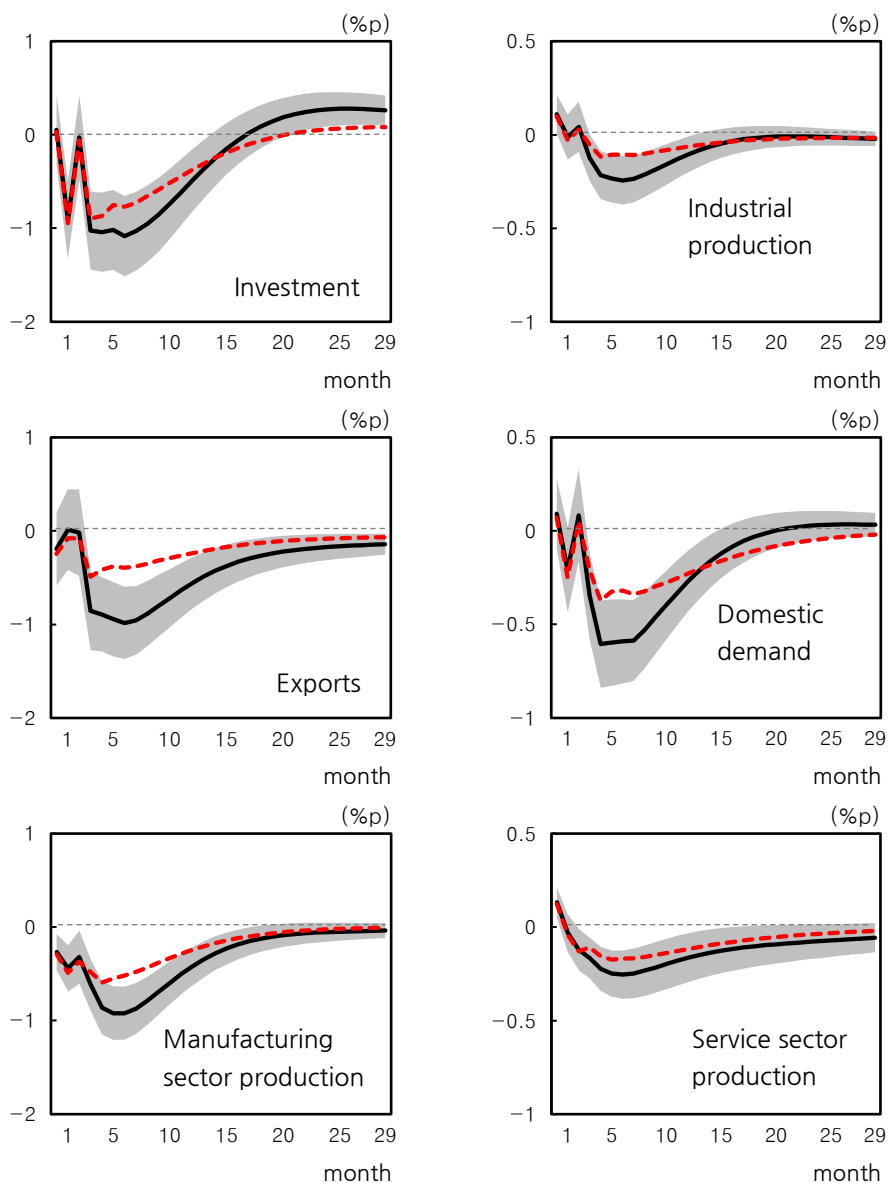 (%p)
1
0
−1
−2
Investment
1 5 10 15 20 25 29
month
(%p)
0.5
0
−0.5
−1
Industrial
production
1 5 10 15 20 25 29
month
(%p)
1
0
−1
−2
Exports
1 5 10 15 20 25 29
month
(%p)
0.5
0
−0.5
−1
Domestic
demand
1 5 10 15 20 25 29
month
(%p)
1
0
−1
−2
Manufacturing
sector production
1 5 10 15 20 25 29
month
(%p)
0.5
0
−0.5
−1
Service sector
production
1 5 10 15 20 25 29
month